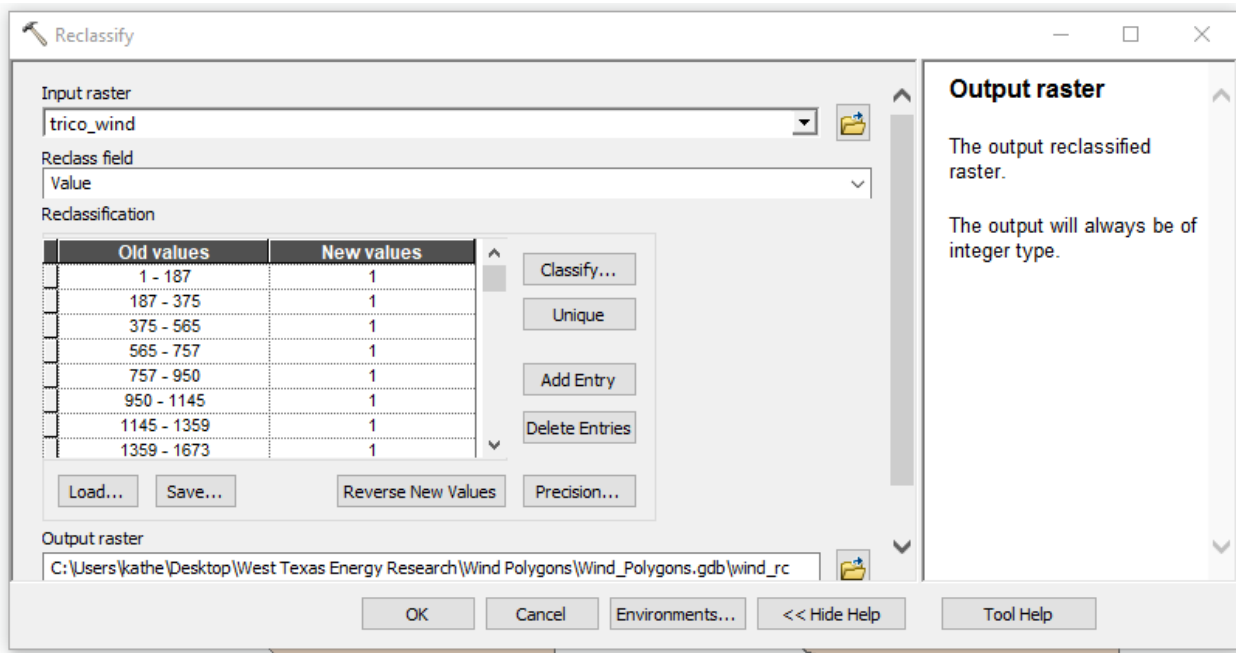 Reclassify
Input raster
trico_wind
Reclass field
Value
Reclassification
Old values New values
1 - 187 1
187 - 375 1
375 - 565 1
565 - 757 1
757 - 950 1
950 - 1145 1
1145 - 1359 1
1359 - 1673 1
Classify...
Unique
Add Entry
Delete Entries
Load... Save... Reverse New Values Precision...
Output raster
C:\Users\kathe\Desktop\West Texas Energy Research\Wind Polygons\Wind_Polygons.gdb\wind_rc
OK Cancel Environments... << Hide Help Tool Help
Output raster
The output reclassified
raster.
The output will always be of
integer type.